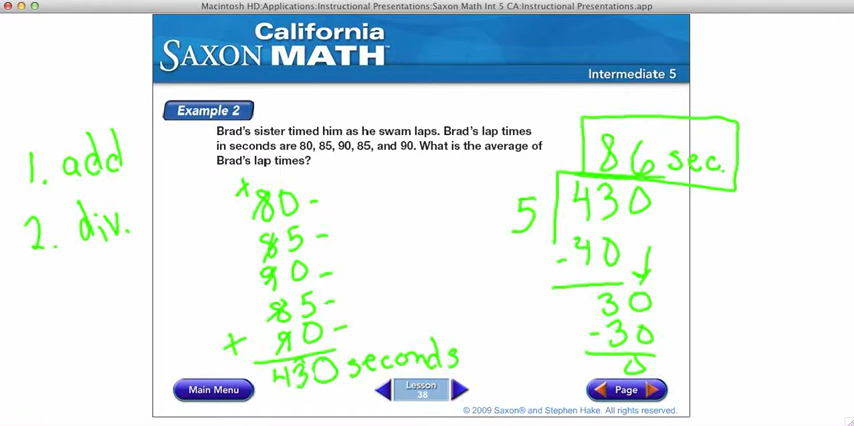 Macintosh HD:Applications:Instructional Presentations:Saxon Math Int 5 CA:Instructional Presentations.app
California
SAXON MATH
Intermediate 5
Example 2
Brad's sister timed him as he swam laps. Brad's lap times
in seconds are 80, 85, 90, 85, and 90. What is the average of
Brad's lap times?
1. add
2. div.
+80-
85-
90-
85-
+ 90-
430 seconds
86 sec.
5 430
-40
30
-30
0
Main Menu
Lesson
38
Page
© 2009 Saxon® and Stephen Hake. All rights reserved.